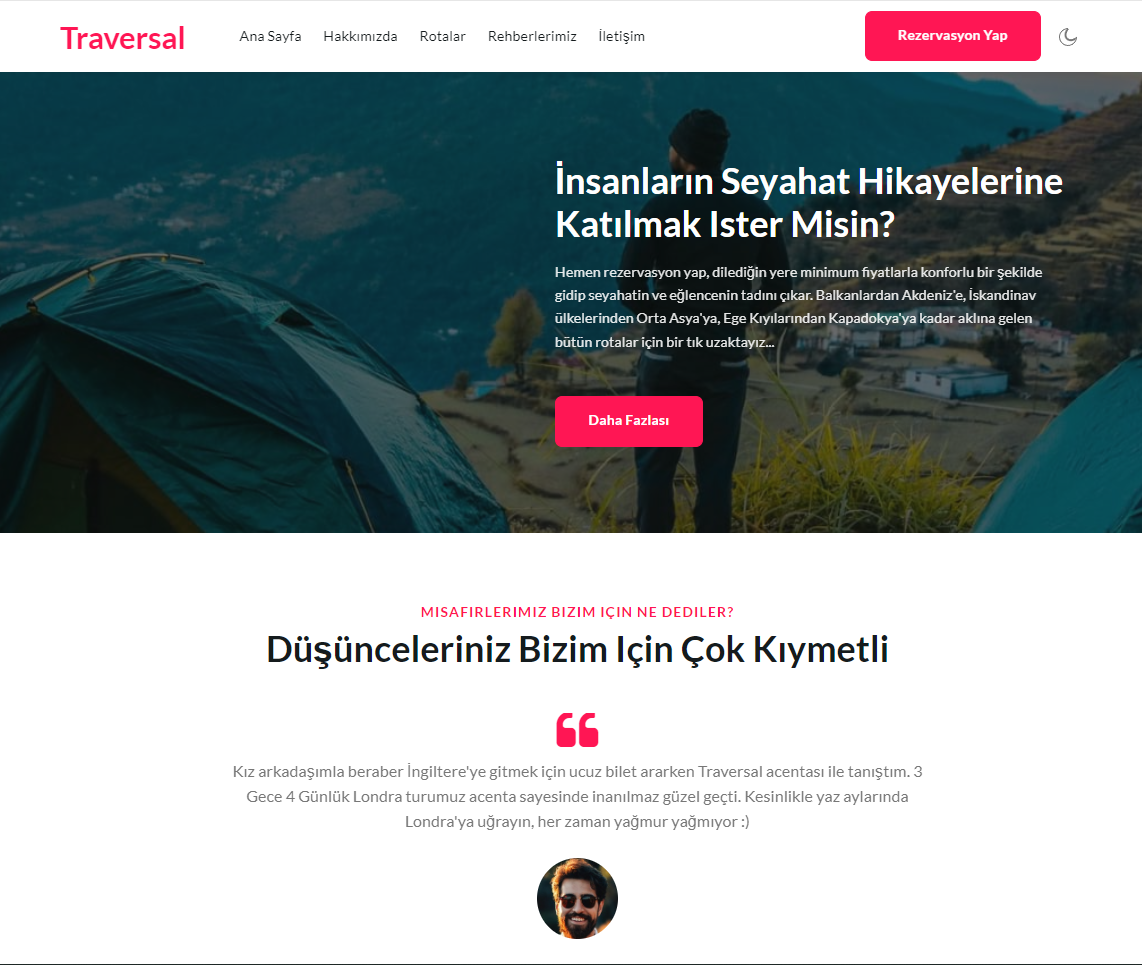 Traversal
Ana Sayfa
Hakkımızda
Rotalar
Rehberlerimiz
İletişim
Rezervasyon Yap
İnsanların Seyahat Hikayelerine
Katılmak Ister Misin?
Hemen rezervasyon yap, dilediğin yere minimum fiyatlarla konforlu bir şekilde
gidip seyahatin ve eğlencenin tadını çıkar. Balkanlardan Akdeniz'e, İskandinav
ülkelerinden Orta Asya'ya, Ege Kıyılarından Kapadokya'ya kadar aklına gelen
bütün rotalar için bir tık uzaktayız...
Daha Fazlası
MISAFIRLERIMIZ BIZIM IÇIN NE DEDILER?
Düşünceleriniz Bizim Için Çok Kıymetli
Kız arkadaşımla beraber İngiltere'ye gitmek için ucuz bilet ararken Traversal acentası ile tanıştım. 3
Gece 4 Günlük Londra turumuz acenta sayesinde inanılmaz güzel geçti. Kesinlikle yaz aylarında
Londra'ya uğrayın, her zaman yağmur yağmıyor :)